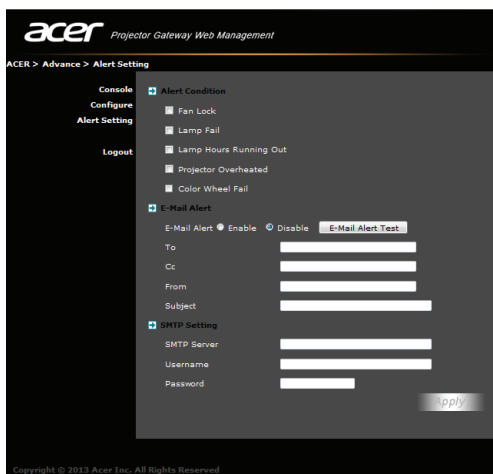 acer Projector Gateway Web Management
ACER > Advance > Alert Setting
Console
Configure
Alert Setting
Logout
Alert Condition
Fan Lock
Lamp Fail
Lamp Hours Running Out
Projector Overheated
Color Wheel Fail
E-Mail Alert
E-Mail Alert Enable Disable E-Mail Alert Test
To
Cc
From
Subject
SMTP Setting
SMTP Server
Username
Password
Apply
Copyright © 2013 Acer Inc. All Rights Reserved